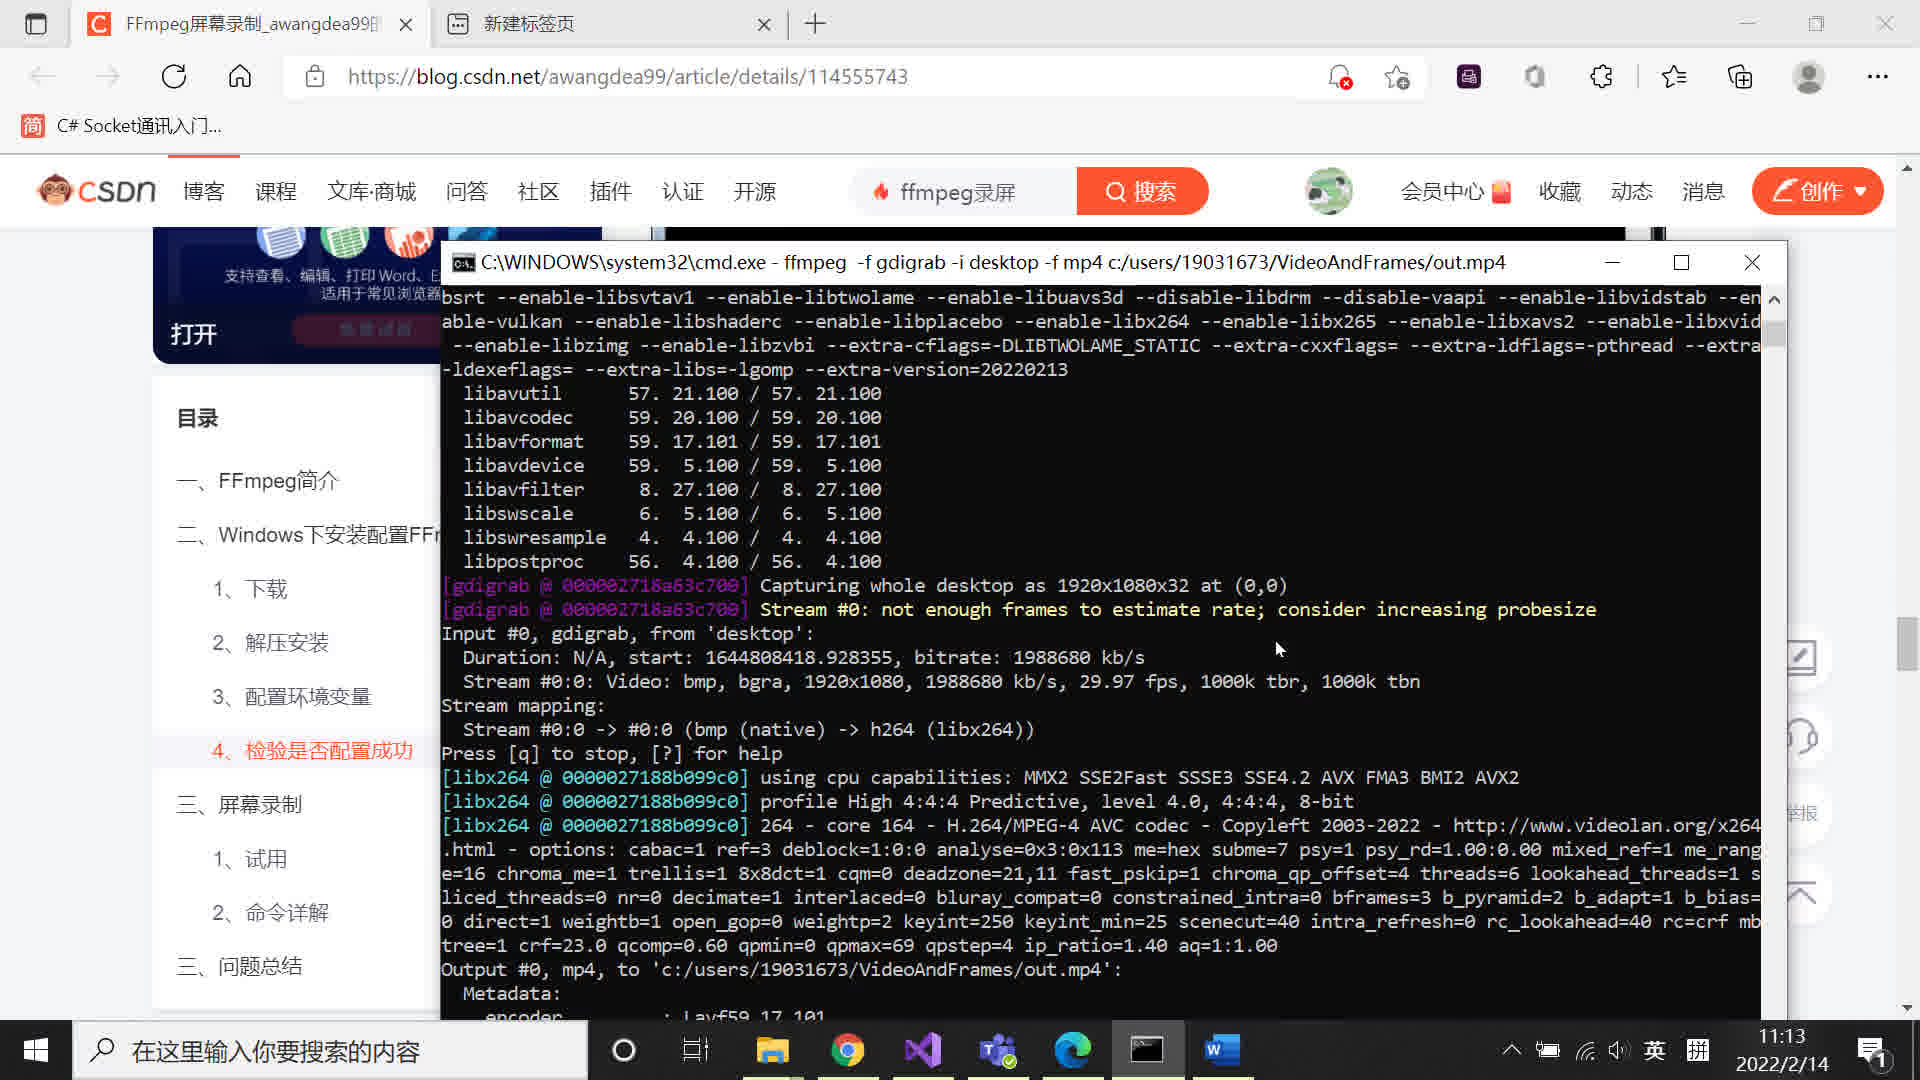 FFmpeg屏幕录制_awangdea99的
新建标签页
https://blog.csdn.net/awangdea99/article/details/114555743
简 C# Socket通讯入门...
CSDN 博客 课程 文库·商城 问答 社区 插件 认证 开源 ffmpeg录屏 搜索 会员中心 收藏 动态 消息 创作
支持查看、编辑、打印 Word、Ex
适用于常见浏览器
打开
目录
一、FFmpeg简介
二、Windows下安装配置FFm
1、下载
2、解压安装
3、配置环境变量
4、检验是否配置成功
三、屏幕录制
1、试用
2、命令详解
三、问题总结
C:\WINDOWS\system32\cmd.exe - ffmpeg  -f gdigrab -i desktop -f mp4 c:/users/19031673/VideoAndFrames/out.mp4
bsrt --enable-libsvtav1 --enable-libtwolame --enable-libuavs3d --disable-libdrm --disable-vaapi --enable-libvidstab --en
able-vulkan --enable-libshaderc --enable-libplacebo --enable-libx264 --enable-libx265 --enable-libxavs2 --enable-libxvid
--enable-libzimg --enable-libzvbi --extra-cflags=-DLIBTWOLAME_STATIC --extra-cxxflags= --extra-ldflags=-pthread --extra
-ldexeflags= --extra-libs=-lgomp --extra-version=20220213
libavutil      57. 21.100 / 57. 21.100
libavcodec     59. 20.100 / 59. 20.100
libavformat    59. 17.101 / 59. 17.101
libavdevice    59.  5.100 / 59.  5.100
libavfilter     8. 27.100 /  8. 27.100
libswscale      6.  5.100 /  6.  5.100
libswresample   4.  4.100 /  4.  4.100
libpostproc    56.  4.100 / 56.  4.100
[gdigrab @ 000002718a63c700] Capturing whole desktop as 1920x1080x32 at (0,0)
[gdigrab @ 000002718a63c700] Stream #0: not enough frames to estimate rate; consider increasing probesize
Input #0, gdigrab, from 'desktop':
Duration: N/A, start: 1644808418.928355, bitrate: 1988680 kb/s
Stream #0:0: Video: bmp, bgra, 1920x1080, 1988680 kb/s, 29.97 fps, 1000k tbr, 1000k tbn
Stream mapping:
Stream #0:0 -> #0:0 (bmp (native) -> h264 (libx264))
Press [q] to stop, [?] for help
[libx264 @ 0000027188b099c0] using cpu capabilities: MMX2 SSE2Fast SSSE3 SSE4.2 AVX FMA3 BMI2 AVX2
[libx264 @ 0000027188b099c0] profile High 4:4:4 Predictive, level 4.0, 4:4:4, 8-bit
[libx264 @ 0000027188b099c0] 264 - core 164 - H.264/MPEG-4 AVC codec - Copyleft 2003-2022 - http://www.videolan.org/x264
.html - options: cabac=1 ref=3 deblock=1:0:0 analyse=0x3:0x113 me=hex subme=7 psy=1 psy_rd=1.00:0.00 mixed_ref=1 me_rang
e=16 chroma_me=1 trellis=1 8x8dct=1 cqm=0 deadzone=21,11 fast_pskip=1 chroma_qp_offset=4 threads=6 lookahead_threads=1 s
liced_threads=0 nr=0 decimate=1 interlaced=0 bluray_compat=0 constrained_intra=0 bframes=3 b_pyramid=2 b_adapt=1 b_bias=
0 direct=1 weightb=1 open_gop=0 weightp=2 keyint=250 keyint_min=25 scenecut=40 intra_refresh=0 rc_lookahead=40 rc=crf mb
tree=1 crf=23.0 qcomp=0.60 qpmin=0 qpmax=69 qpstep=4 ip_ratio=1.40 aq=1:1.00
Output #0, mp4, to 'c:/users/19031673/VideoAndFrames/out.mp4':
Metadata:
encoder         : Lavf59.17.101
举报
在这里输入你要搜索的内容
英 拼
11:13
2022/2/14
1